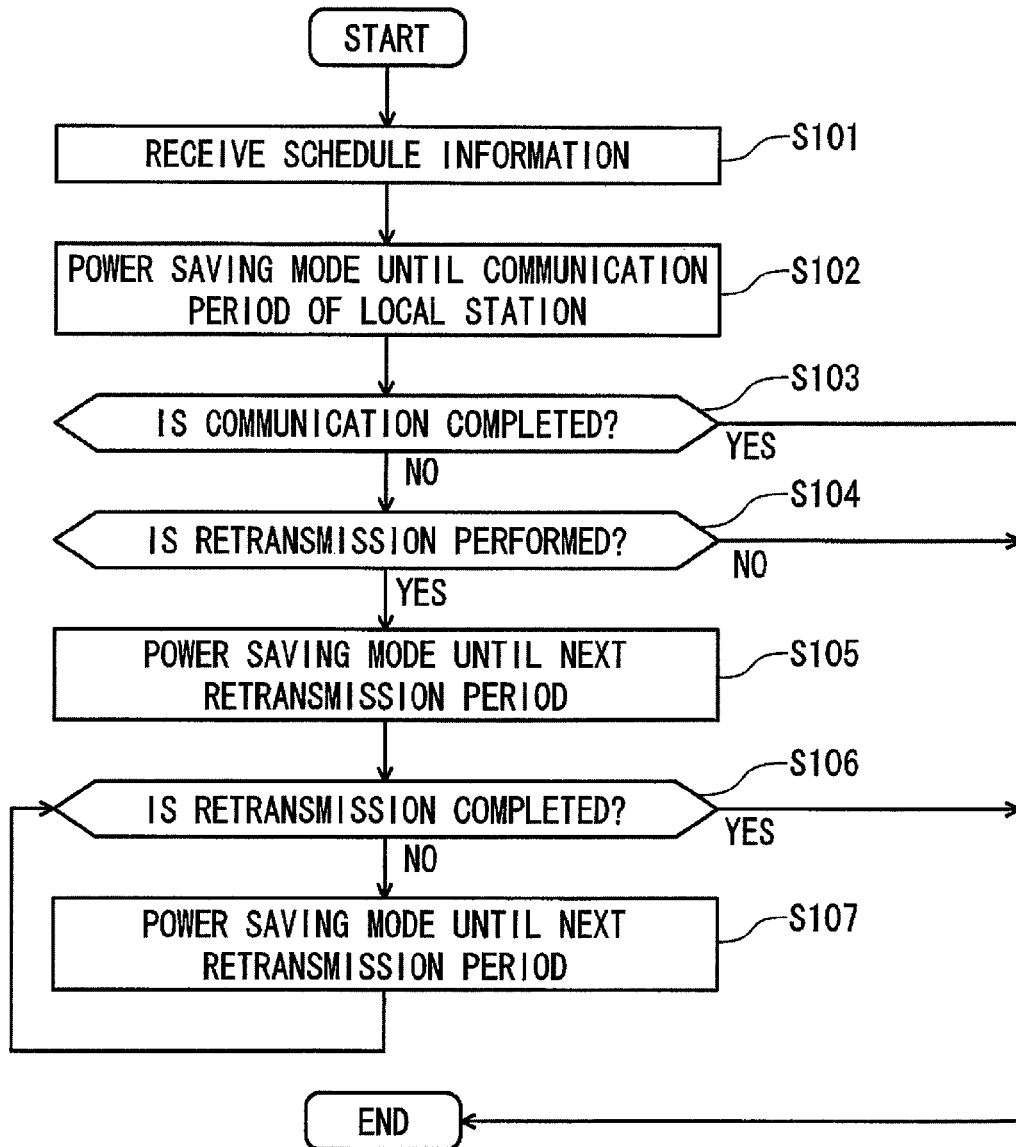 START
RECEIVE SCHEDULE INFORMATION
S101
POWER SAVING MODE UNTIL COMMUNICATION
PERIOD OF LOCAL STATION
S102
IS COMMUNICATION COMPLETED?
S103
YES
NO
IS RETRANSMISSION PERFORMED?
S104
NO
YES
POWER SAVING MODE UNTIL NEXT
RETRANSMISSION PERIOD
S105
IS RETRANSMISSION COMPLETED?
S106
YES
NO
POWER SAVING MODE UNTIL NEXT
RETRANSMISSION PERIOD
S107
END